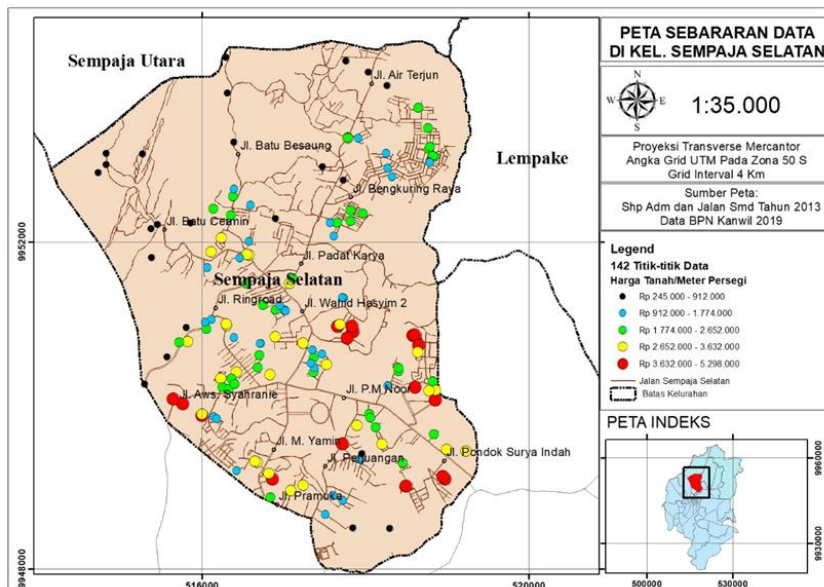 PETA SEBARARAN DATA
DI KEL. SEMPAJA SELATAN
N
W
E
S
1:35.000
Proyeksi Transverse Mercantor
Angka Grid UTM Pada Zona 50 S
Grid Interval 4 Km
Sumber Peta:
Shp Adm dan Jalan Smd Tahun 2013
Data BPN Kanwil 2019
Legend
142 Titik-titik Data
Harga Tanah/Meter Persegi
Rp 245.000 - 912.000
Rp 912.000 - 1.774.000
Rp 1.774.000 - 2.652.000
Rp 2.652.000 - 3.632.000
Rp 3.632.000 - 5.298.000
Jalan Sempaja Selatan
Batas Kelurahan
PETA INDEKS
9960000
9930000
500000
530000
Sempaja Utara
Jl. Air Terjun
Jl. Batu Besaung
Lempake
Jl. Bengkuring Raya
Jl. Batu Cermin
9952000
Jl. Padat Karya
Sempaja Selatan
Jl. Ringroad
Jl. Wahid Hasyim 2
Jl. Aws. Syahranie
Jl. P.M Noor
Jl. M. Yamin
Jl. Pondok Surya Indah
Jl. Perjuangan
Jl. Pramuka
9948000
516000
520000